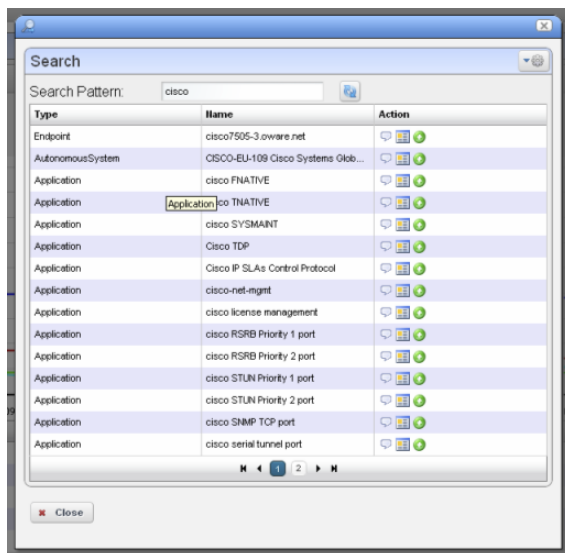 Search
Search Pattern: cisco
Type Name Action
Endpoint cisco7505-3.oware.net
AutonomousSystem CISCO-EU-109 Cisco Systems Glob...
Application cisco FNATIVE
Application Application co TNATIVE
Application cisco SYSMAINT
Application Cisco TDP
Application Cisco IP SLAs Control Protocol
Application cisco-net-mgmt
Application cisco license management
Application cisco RSRB Priority 1 port
Application cisco RSRB Priority 2 port
Application cisco STUN Priority 1 port
Application cisco STUN Priority 2 port
Application cisco SNMP TCP port
Application cisco serial tunnel port
1 2
Close